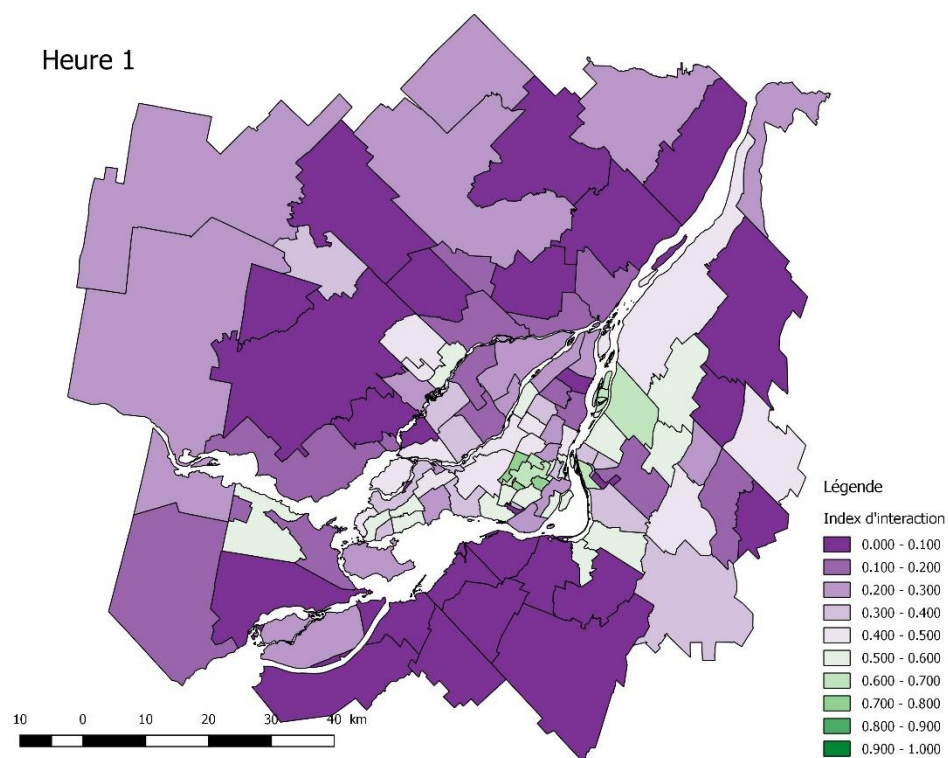 Heure 1
Légende
Index d'interaction
0.000 - 0.100
0.100 - 0.200
0.200 - 0.300
0.300 - 0.400
0.400 - 0.500
0.500 - 0.600
0.600 - 0.700
0.700 - 0.800
0.800 - 0.900
0.900 - 1.000
10 0 10 20 30 40 km